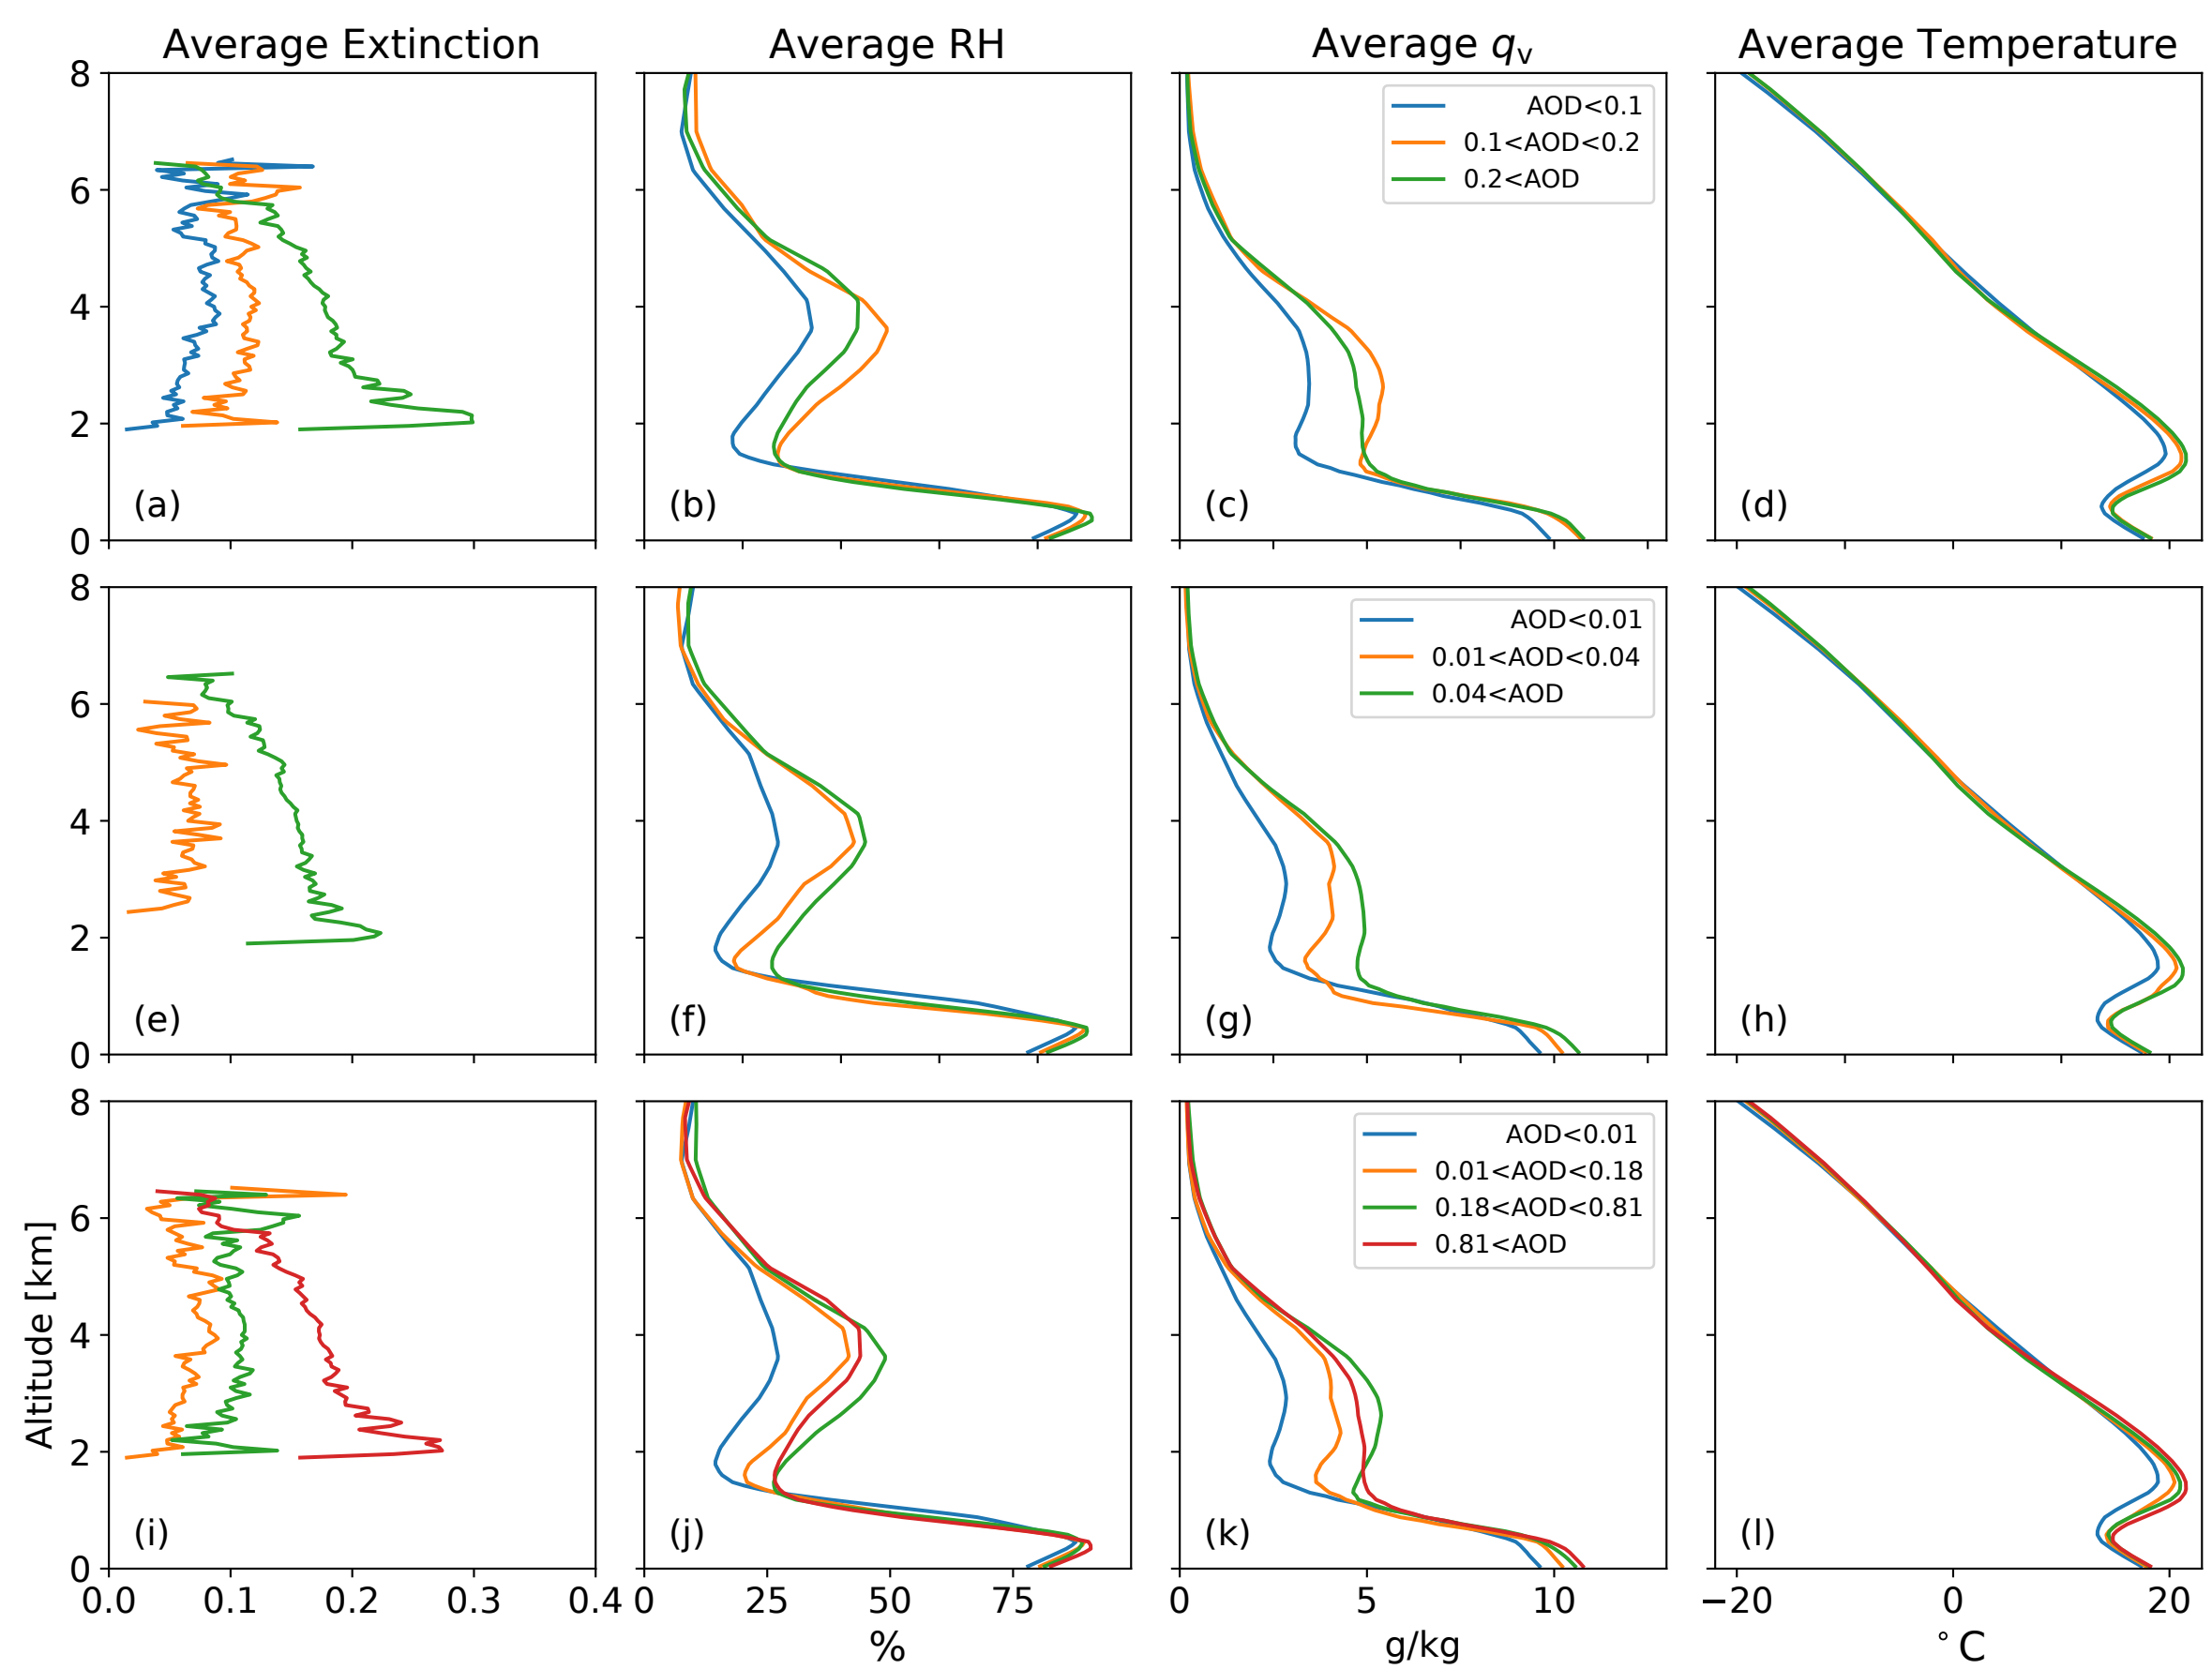 Average Extinction
Average RH
Average qv
Average Temperature
8
6
4
2
0
(a)
(b)
AOD<0.1
0.1<AOD<0.2
0.2<AOD
(c)
(d)
8
6
4
2
0
(e)
(f)
AOD<0.01
0.01<AOD<0.04
0.04<AOD
(g)
(h)
Altitude [km]
8
6
4
2
0
(i)
0.0 0.1 0.2 0.3 0.4
(j)
0 25 50 75
%
AOD<0.01
0.01<AOD<0.18
0.18<AOD<0.81
0.81<AOD
(k)
0 5 10
g/kg
(l)
−20 0 20
°C